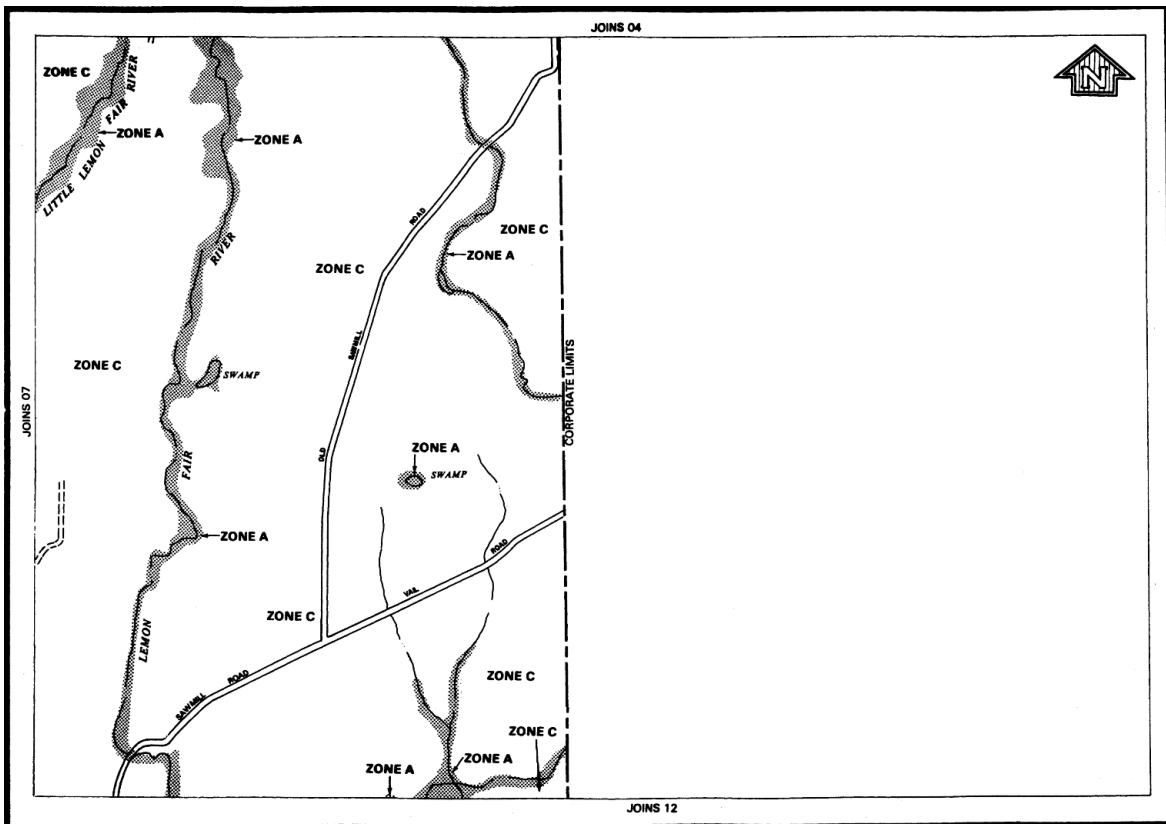 JOINS 04
N
ZONE C
LITTLE LEMON FAIR RIVER
ZONE A
ZONE A
ZONE C
ZONE A
RIVER
ROAD
ZONE C
SAWMILL
CORPORATE LIMITS
ZONE C
SWAMP
JOINS 07
OLD
ZONE A
SWAMP
FAIR
ZONE A
ROAD
VAIL
ZONE C
LEMON
ROAD
ZONE C
SAWMILL
ZONE C
ZONE A
ZONE A
JOINS 12